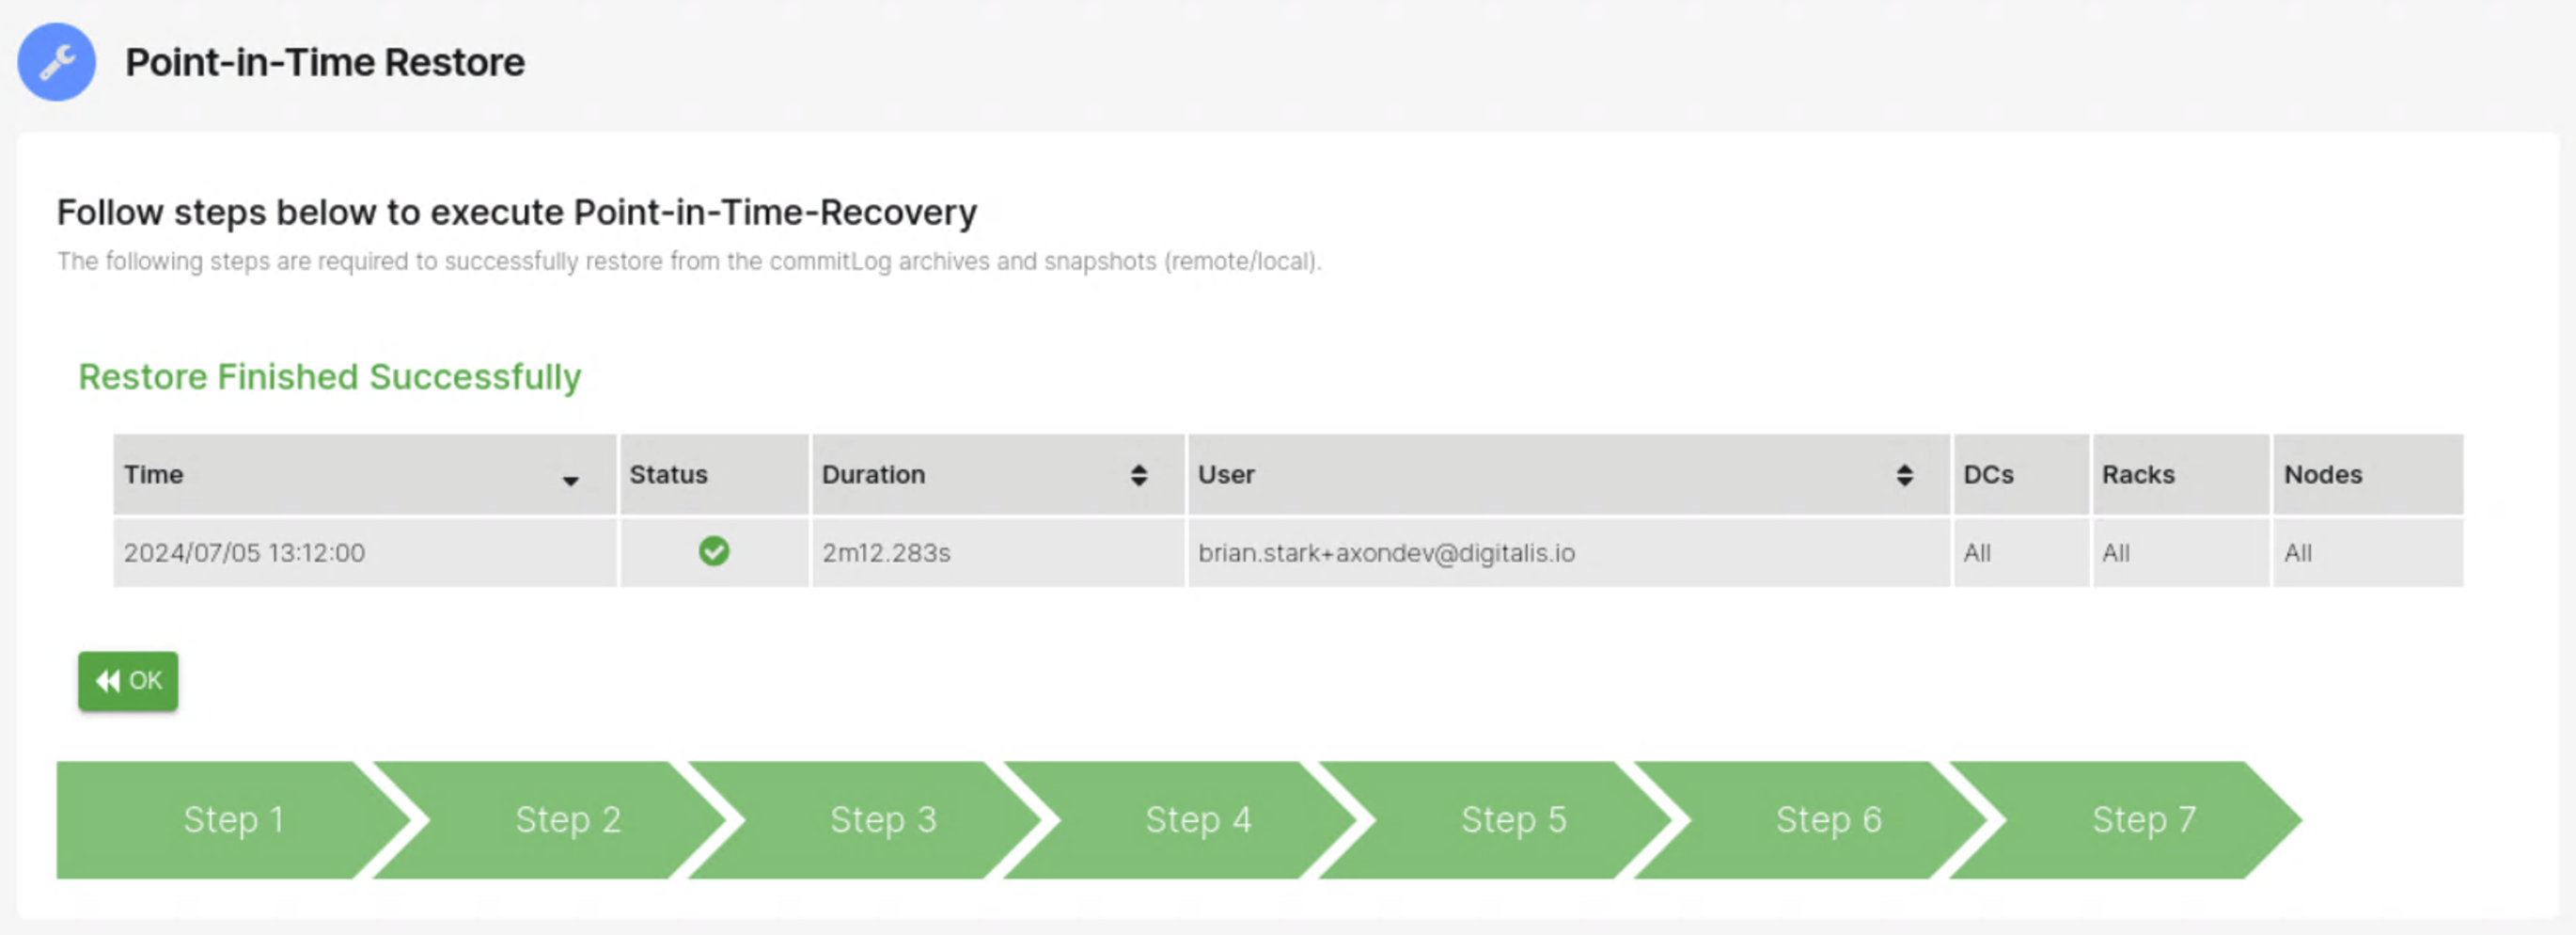 Point-in-Time Restore
Follow steps below to execute Point-in-Time-Recovery
The following steps are required to successfully restore from the commitLog archives and snapshots (remote/local).
Restore Finished Successfully
Time Status Duration User DCs Racks Nodes
2024/07/05 13:12:00 2m12.283s brian.stark+axondev@digitalis.io All All All
OK
Step 1 Step 2 Step 3 Step 4 Step 5 Step 6 Step 7